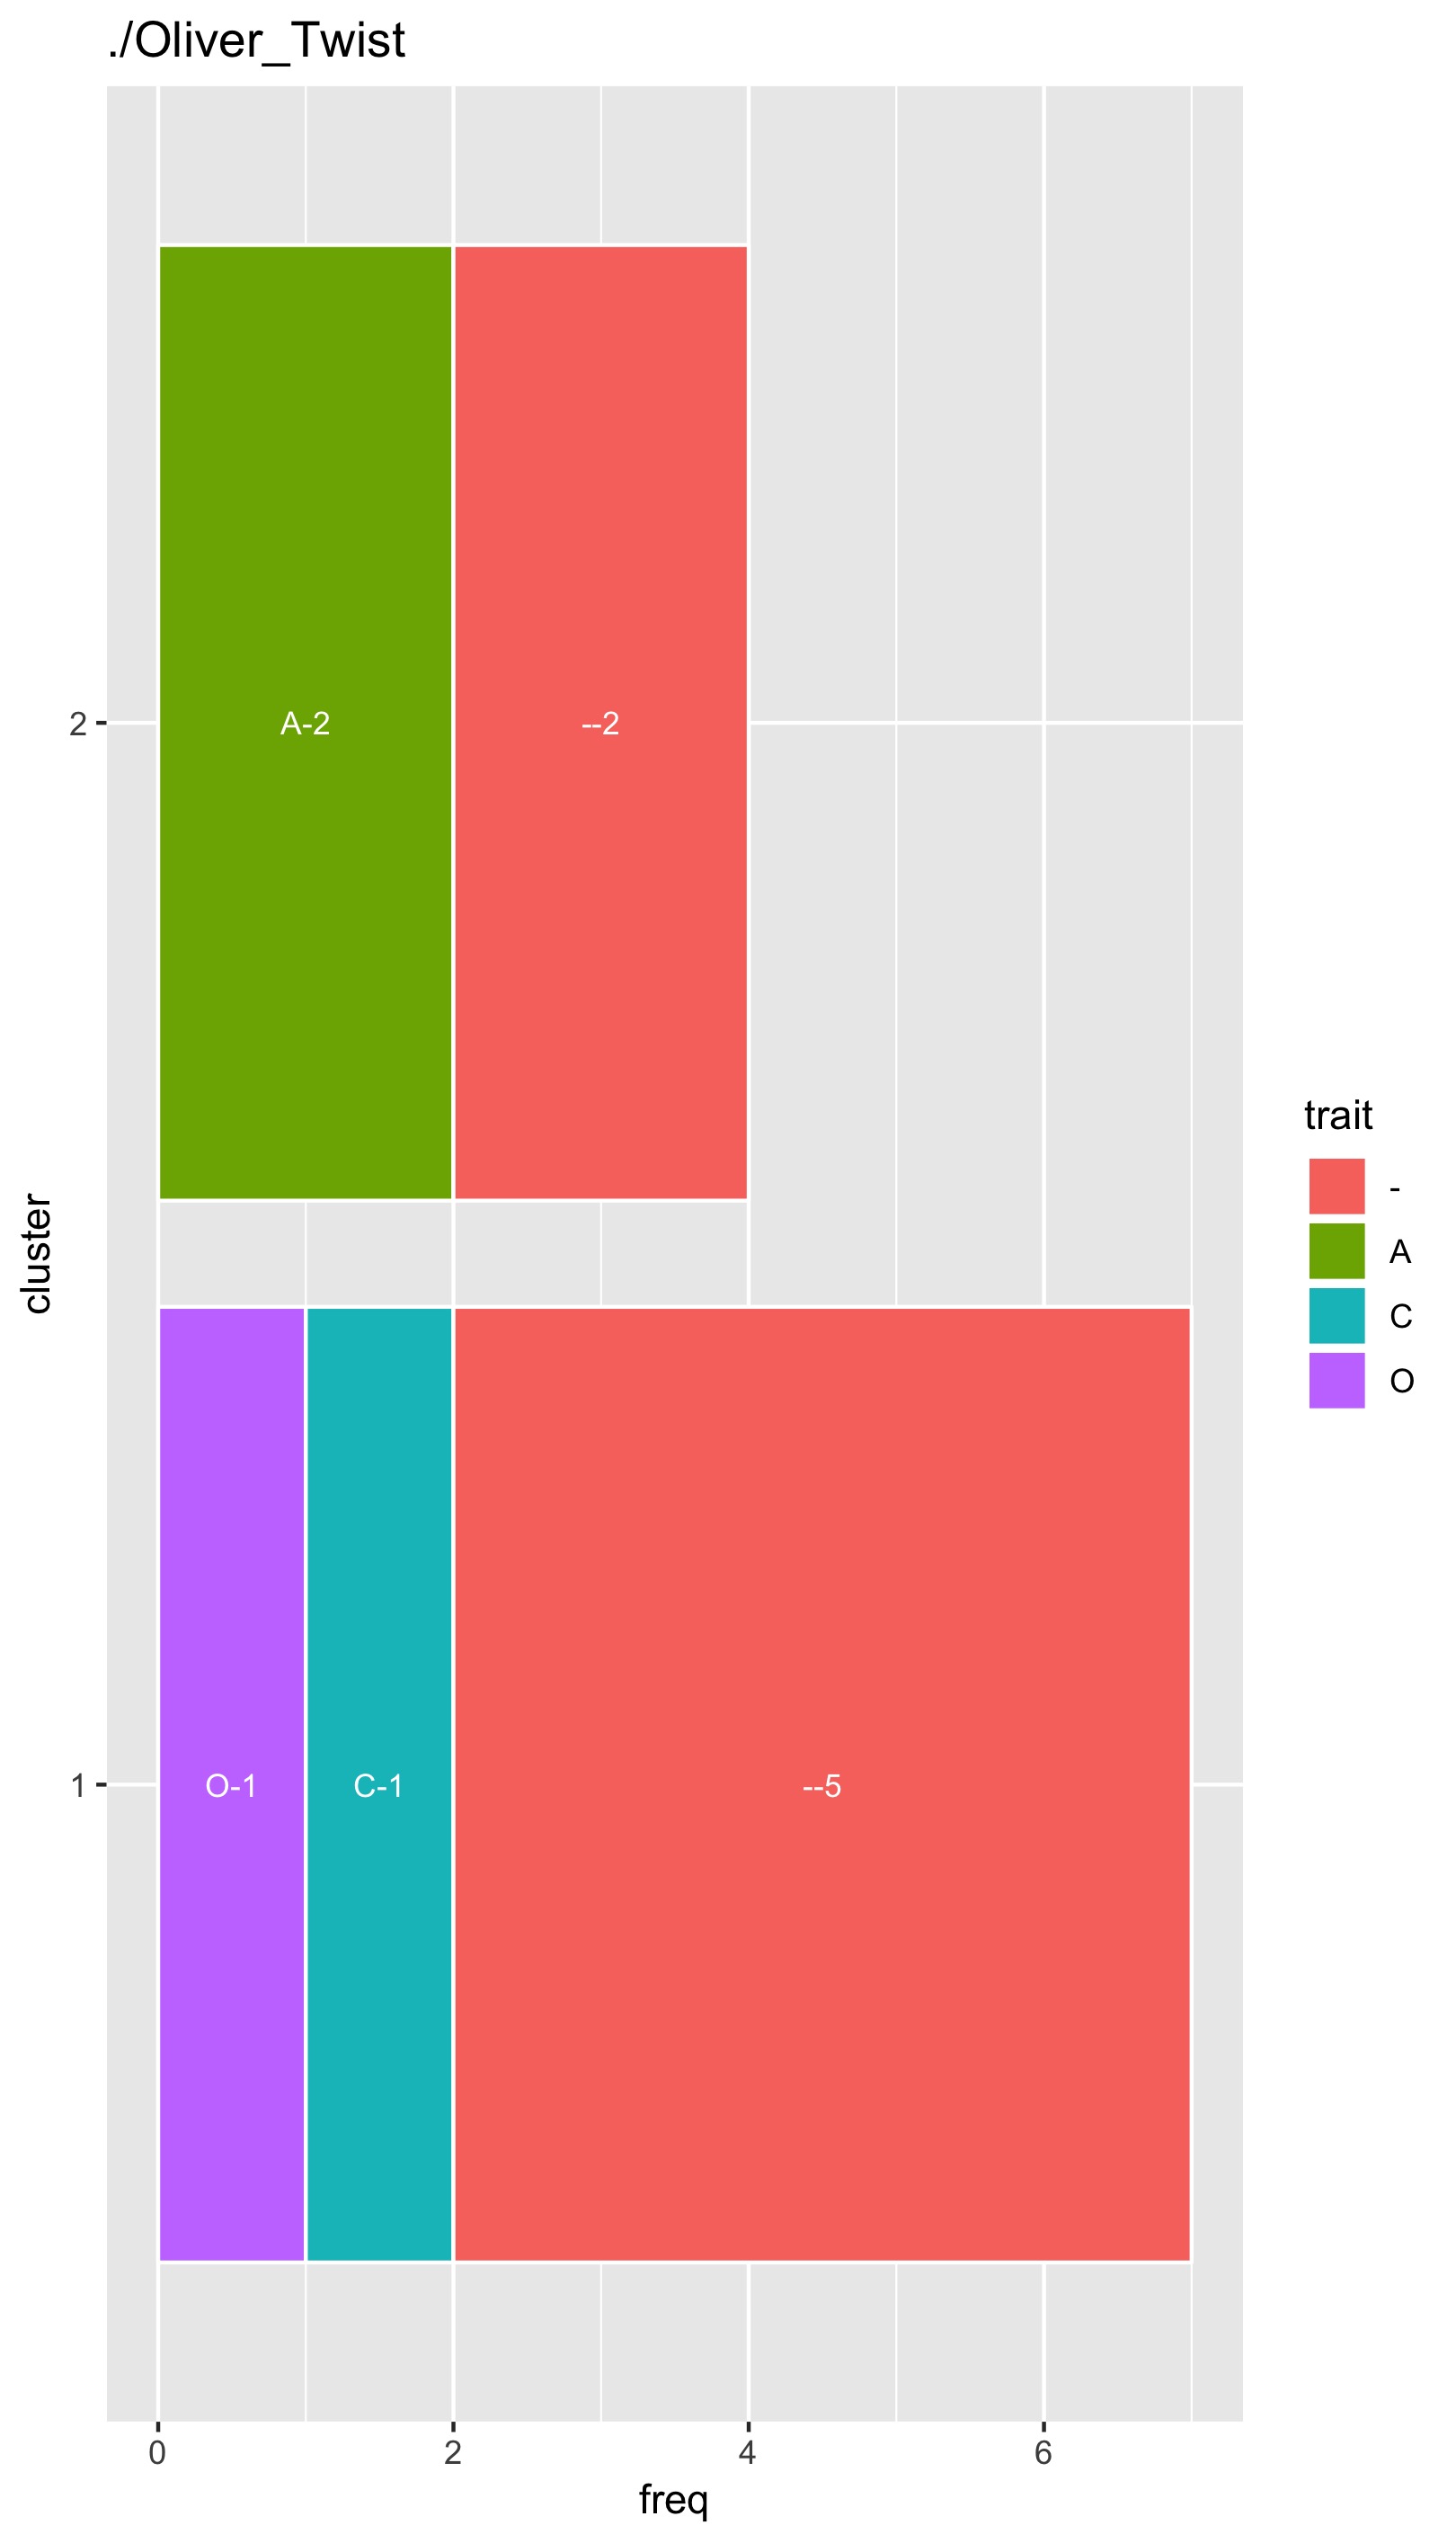 ./Oliver_Twist
2
A-2
--2
cluster
trait
-
A
C
O
1
O-1
C-1
--5
0
2
4
6
freq